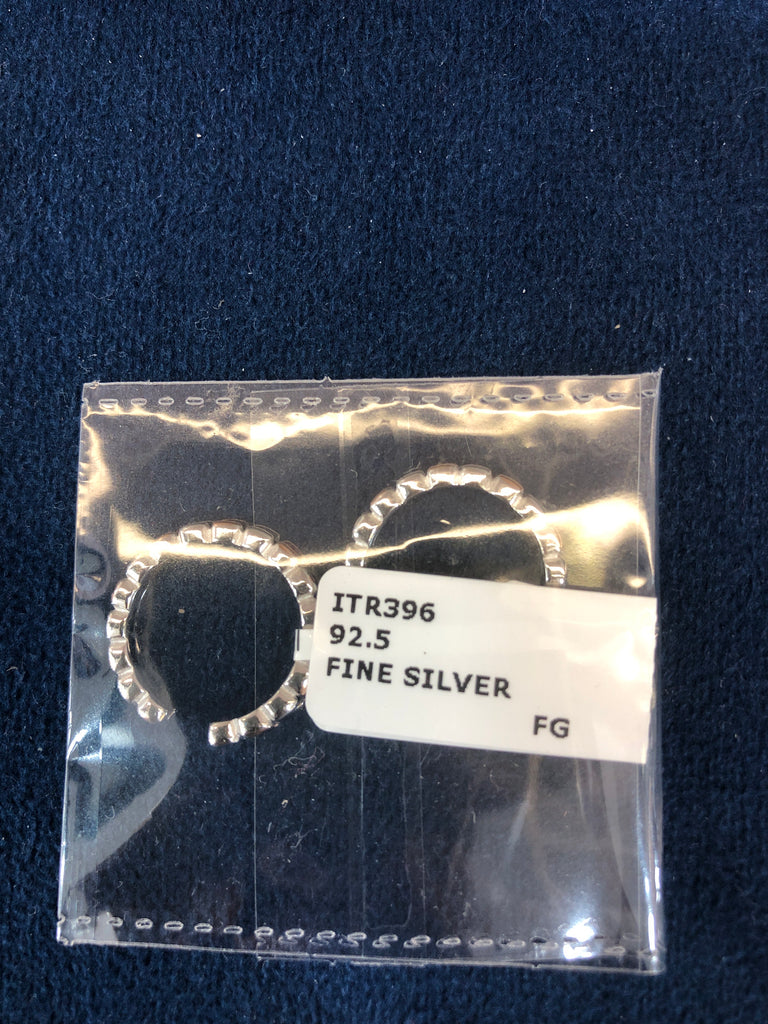 ITR396
92.5
FINE SILVER
FG